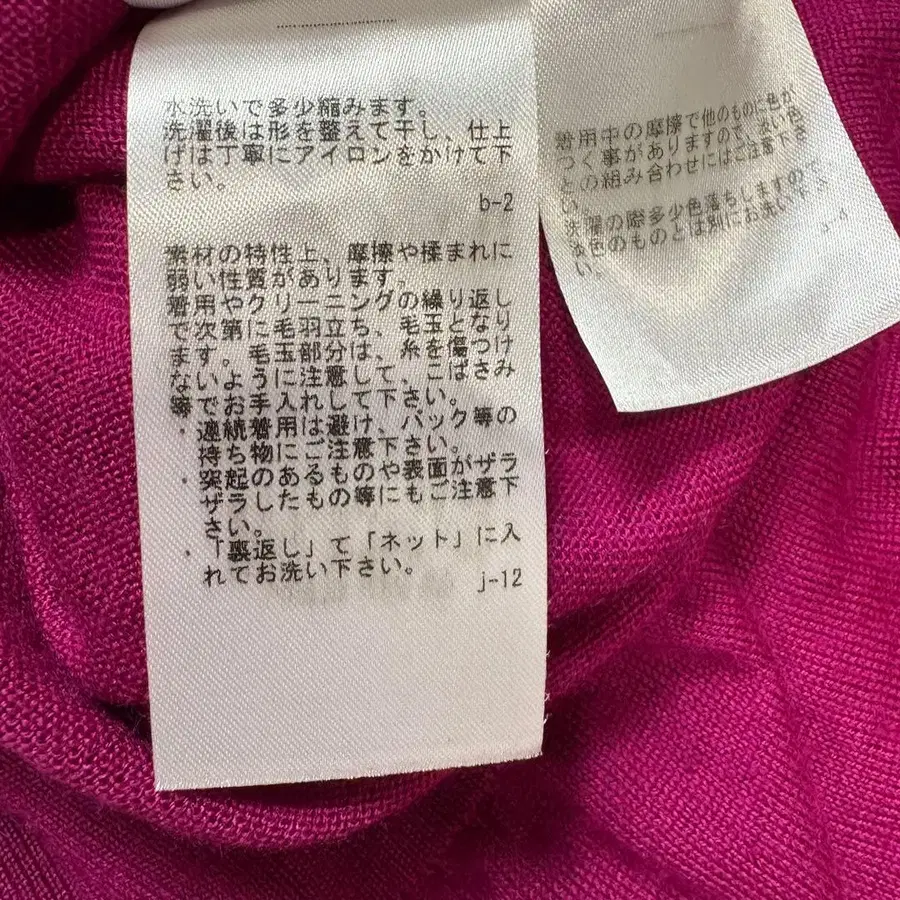 水洗いで多少縮みます。
洗濯後は形を整えて干し、仕上
げは丁寧にアイロンをかけて下
さい。
b-2
素材の特性上、摩擦や揉まれに
弱い性質があります。
着用やクリーニングの繰り返し
で次第に毛羽立ち、毛玉となり
ます。毛玉部分は、糸を傷つけ
ないように注意して、こばさみ
等でお手入れして下さい。
・連続着用は避け、バック等の
持ち物にご注意下さい。
・突起のあるものや表面がザラ
ザラしたもの等にもご注意下
さい。
・「裏返し」て「ネット」に入
れてお洗い下さい。
j-12
着用中の摩擦で他のものに色が
つく事がありますので、淡い色
との組み合わせにはご注意下さ
い。
洗濯の際多少色落ちしますので
淡色のものとは別にお洗い下さ
い。